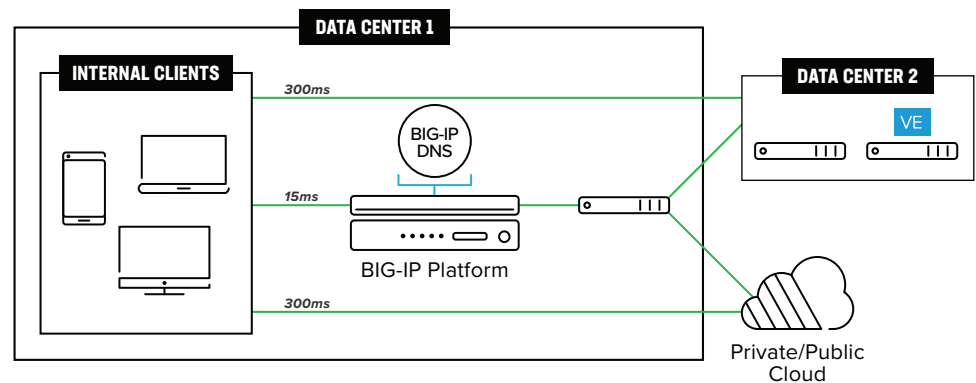 DATA CENTER 1
INTERNAL CLIENTS
DATA CENTER 2
300ms
VE
BIG-IP
DNS
15ms
BIG-IP Platform
300ms
Private/Public
Cloud